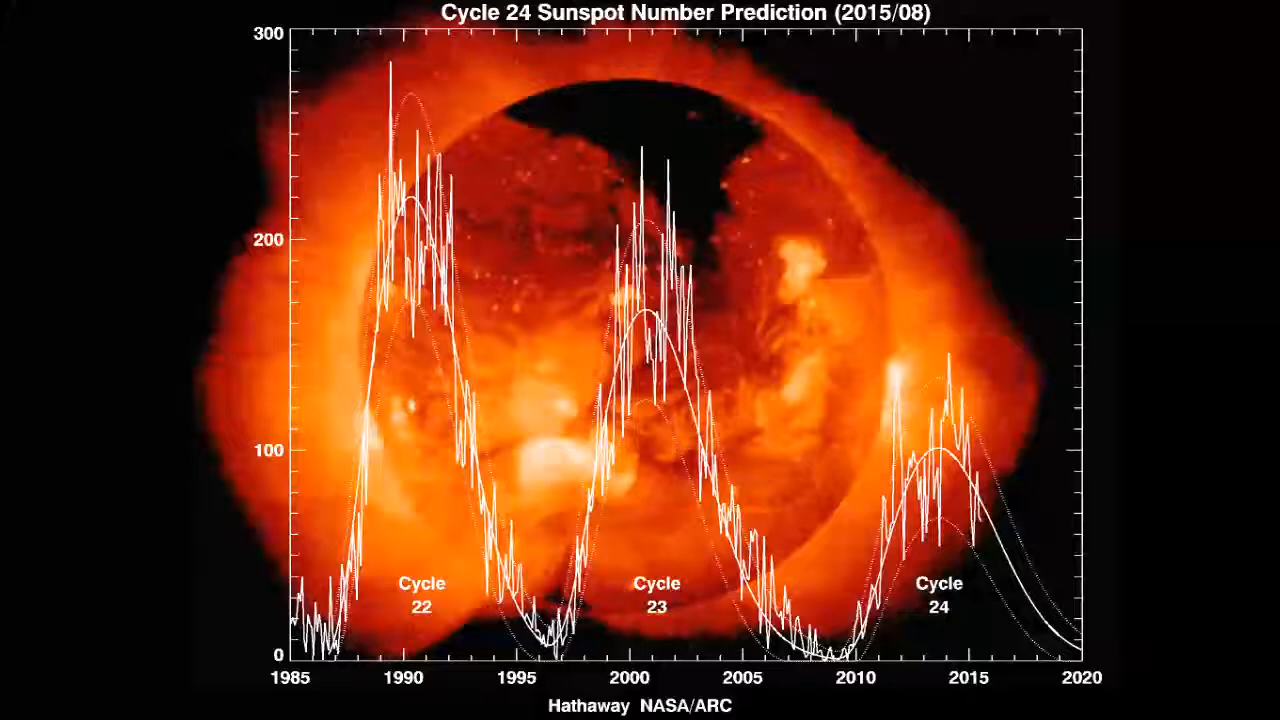 Cycle 24 Sunspot Number Prediction (2015/08)
300
200
100
0
Cycle
22
Cycle
23
Cycle
24
1985 1990 1995 2000 2005 2010 2015 2020
Hathaway NASA/ARC